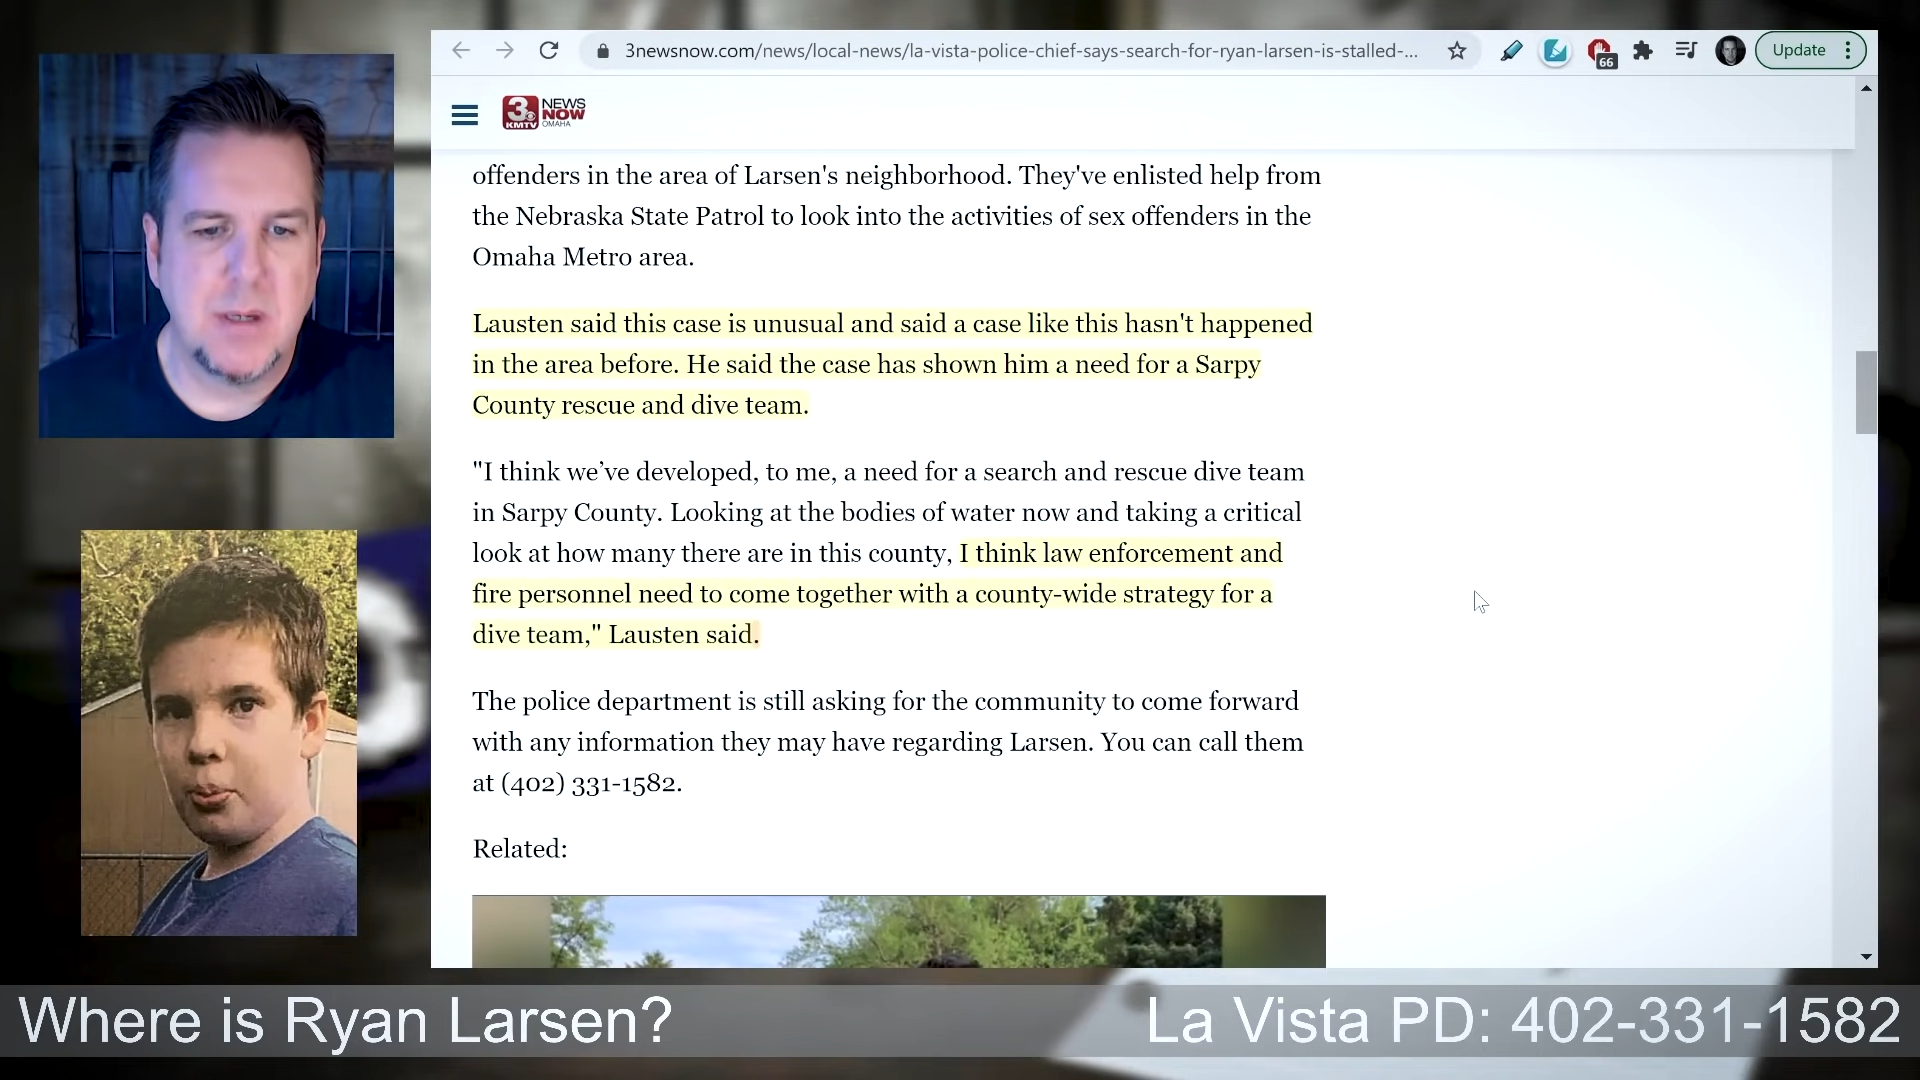 3newsnow.com/news/local-news/la-vista-police-chief-says-search-for-ryan-larsen-is-stalled-...
66
Update
3 NEWS
KMTV NOW
OMAHA
offenders in the area of Larsen's neighborhood. They've enlisted help from
the Nebraska State Patrol to look into the activities of sex offenders in the
Omaha Metro area.
Lausten said this case is unusual and said a case like this hasn't happened
in the area before. He said the case has shown him a need for a Sarpy
County rescue and dive team.
"I think we’ve developed, to me, a need for a search and rescue dive team
in Sarpy County. Looking at the bodies of water now and taking a critical
look at how many there are in this county, I think law enforcement and
fire personnel need to come together with a county-wide strategy for a
dive team," Lausten said.
The police department is still asking for the community to come forward
with any information they may have regarding Larsen. You can call them
at (402) 331-1582.
Related:
Where is Ryan Larsen?
La Vista PD: 402-331-1582